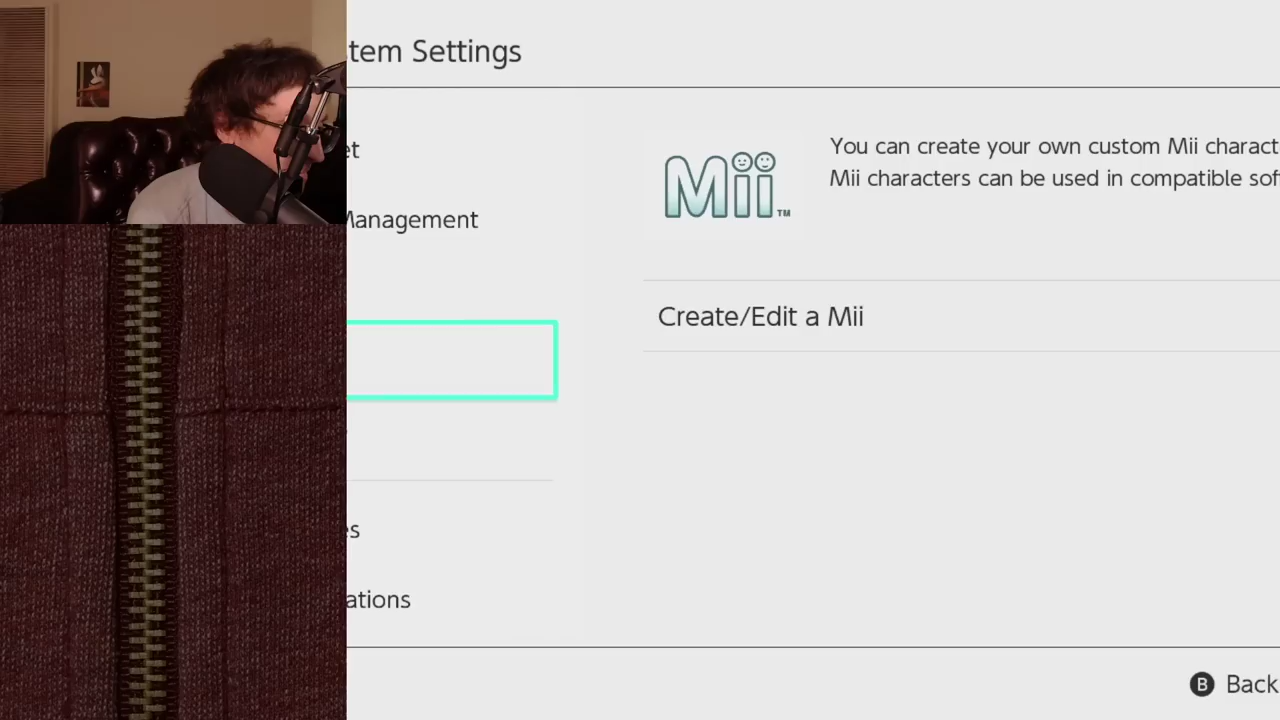 tem Settings
et
Management
es
ations
Mii™
You can create your own custom Mii charact
Mii characters can be used in compatible sof
Create/Edit a Mii
B Back